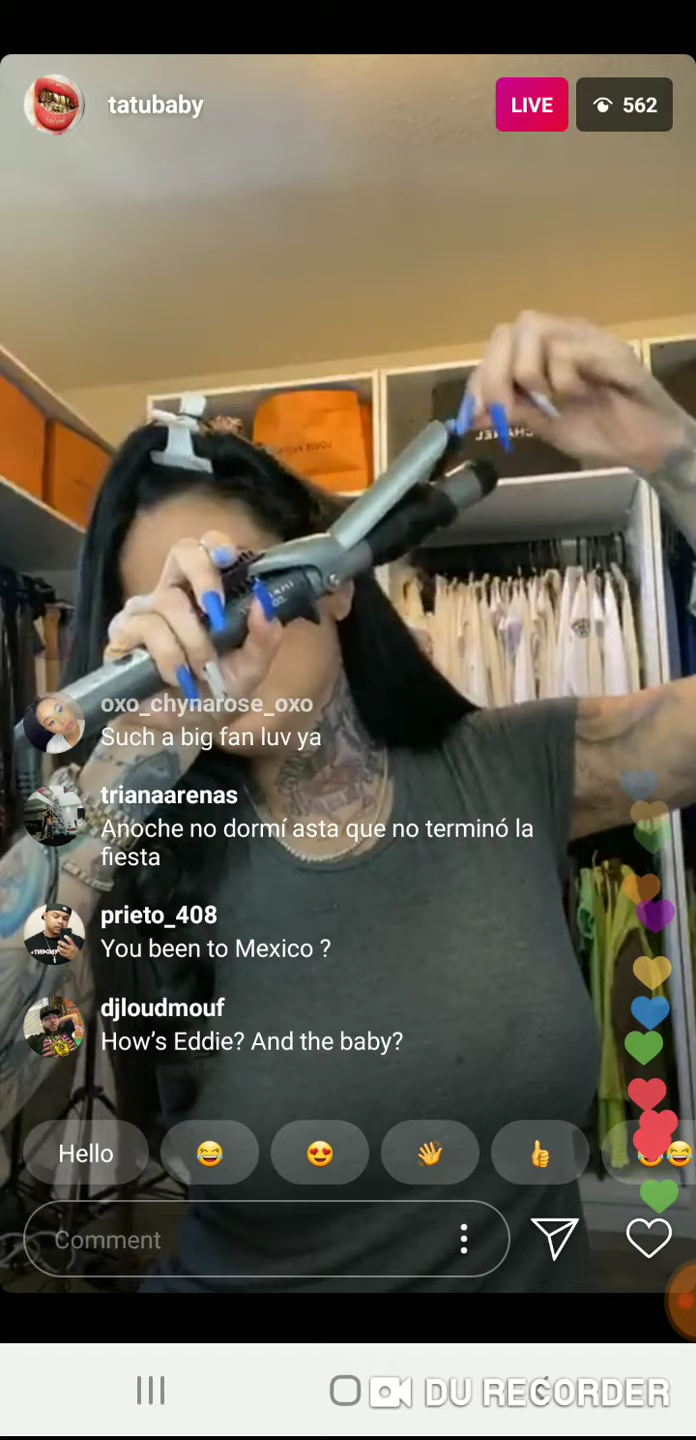 tatubaby
LIVE
562
oxo_chynarose_oxo
Such a big fan luv ya
trianaarenas
Anoche no dormí asta que no terminó la
fiesta
prieto_408
You been to Mexico ?
djloudmouf
How’s Eddie? And the baby?
Hello
Comment
DU RECORDER